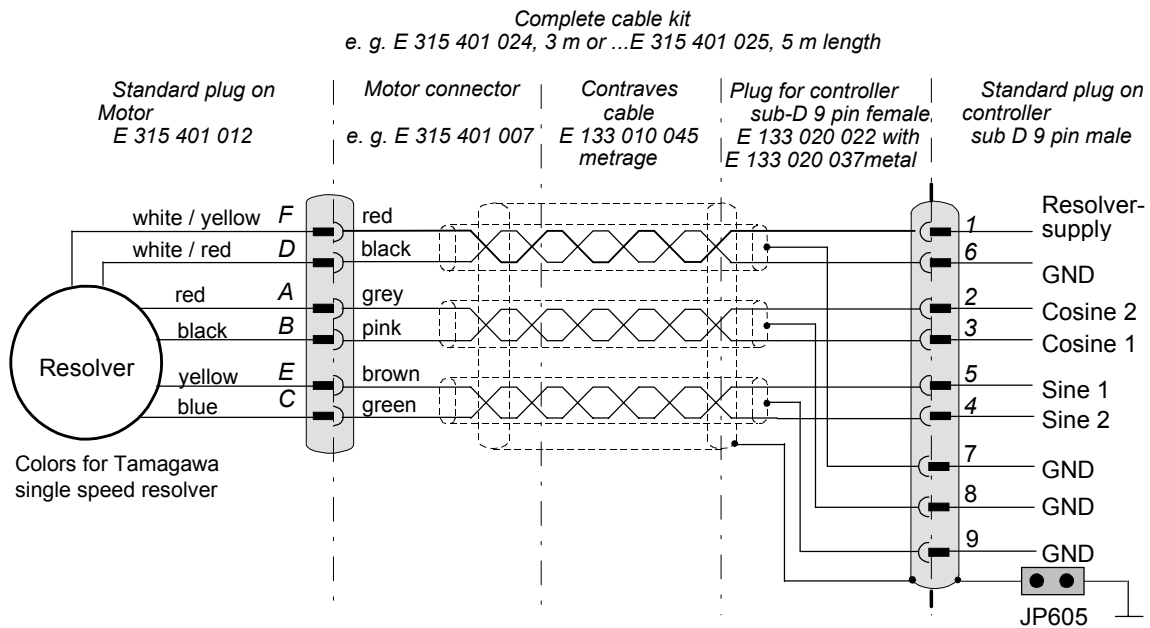 Complete cable kit
e. g. E 315 401 024, 3 m or ...E 315 401 025, 5 m length
Standard plug on
Motor
E 315 401 012
Motor connector
e. g. E 315 401 007
Contraves
cable
E 133 010 045
metrage
Plug for controller
sub-D 9 pin female
E 133 020 022 with
E 133 020 037metal
Standard plug on
controller
sub D 9 pin male
white / yellow F red
white / red D black
red A grey
black B pink
yellow E brown
blue C green
Resolver
Colors for Tamagawa
single speed resolver
1 Resolver-
supply
6 GND
2 Cosine 2
3 Cosine 1
5 Sine 1
4 Sine 2
7 GND
8 GND
9 GND
JP605